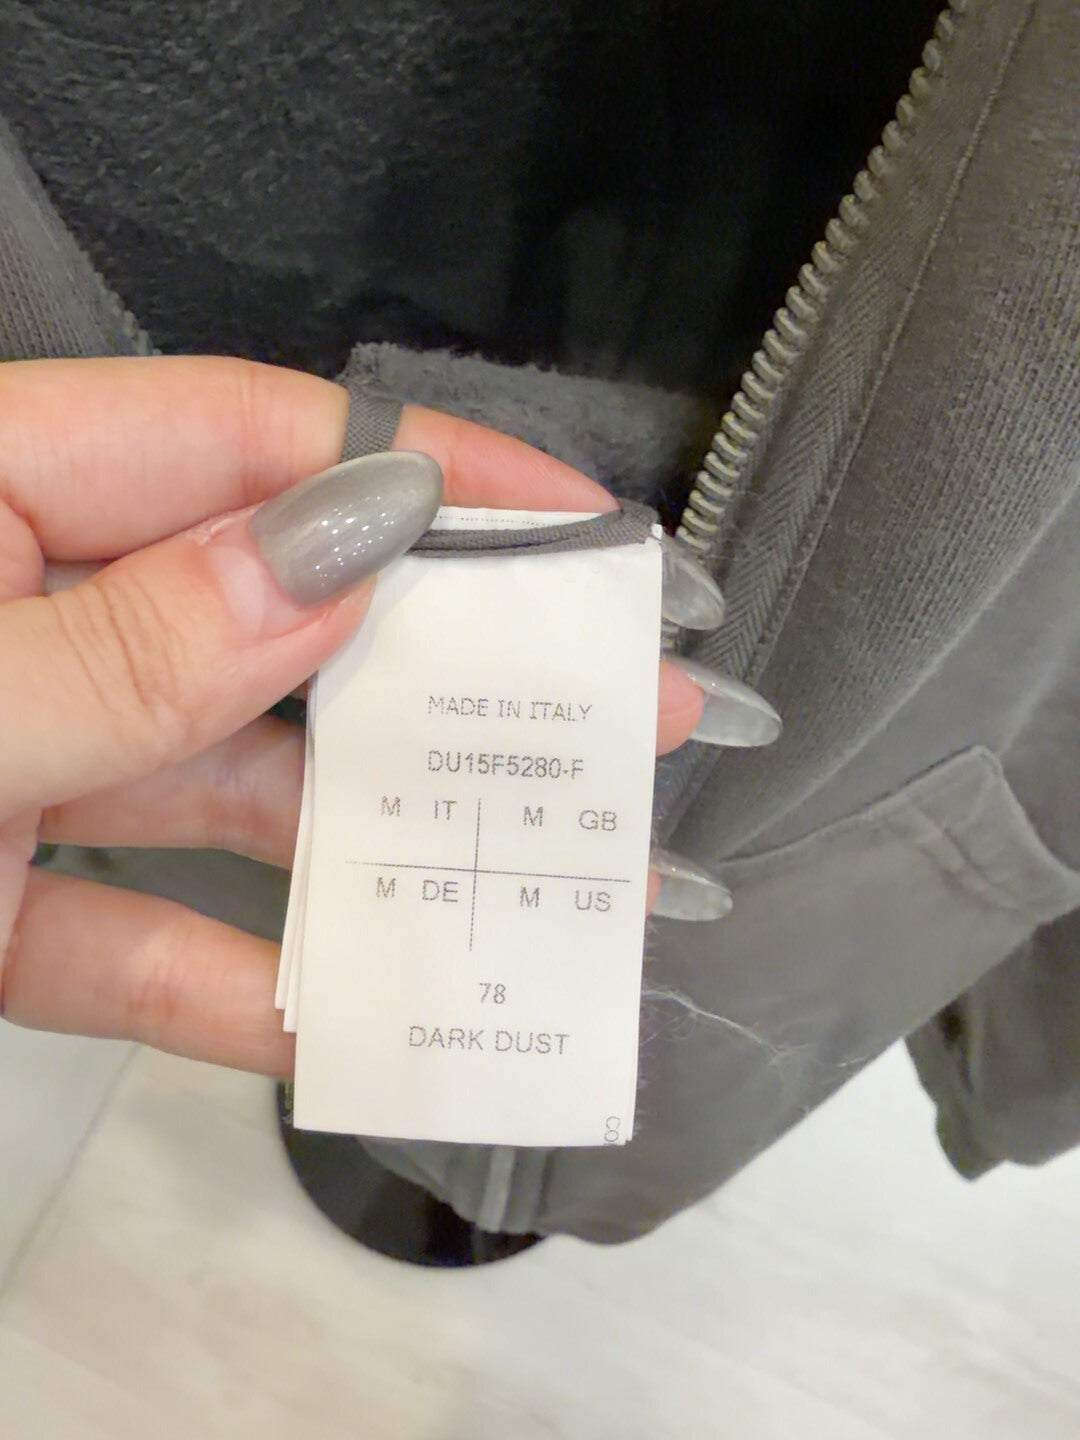 MADE IN ITALY
DU15F5280-F
M IT M GB
M DE M US
78
DARK DUST